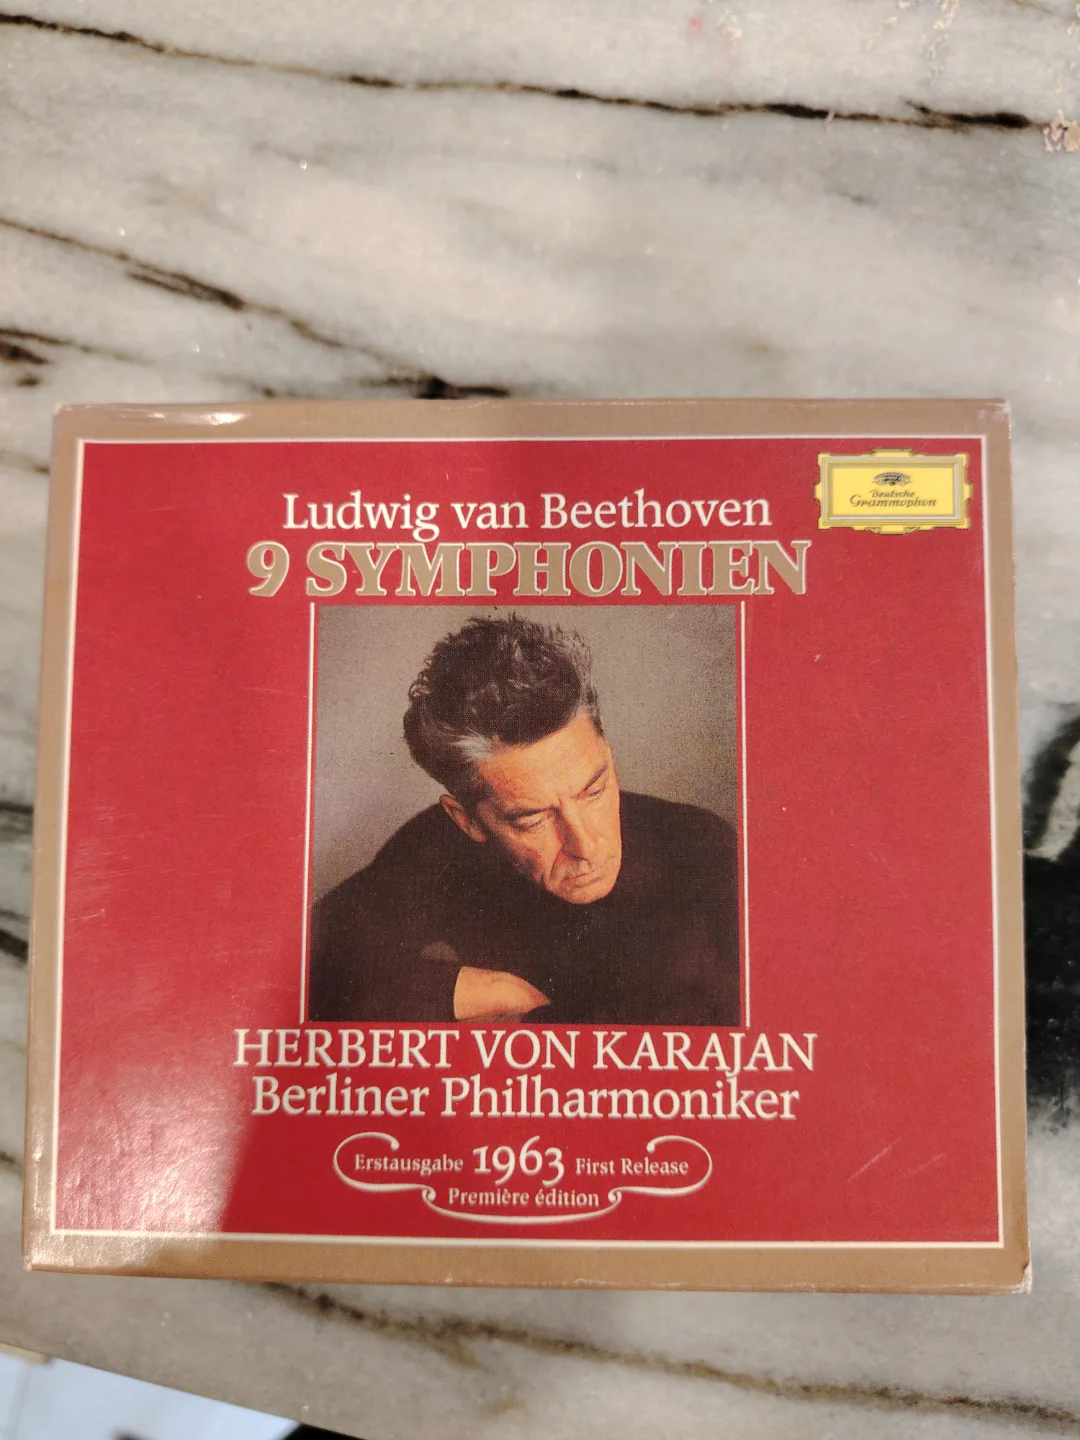 Deutsche
Grammophon
Ludwig van Beethoven
9 SYMPHONIEN
HERBERT VON KARAJAN
Berliner Philharmoniker
Erstausgabe 1963 First Release
Première édition